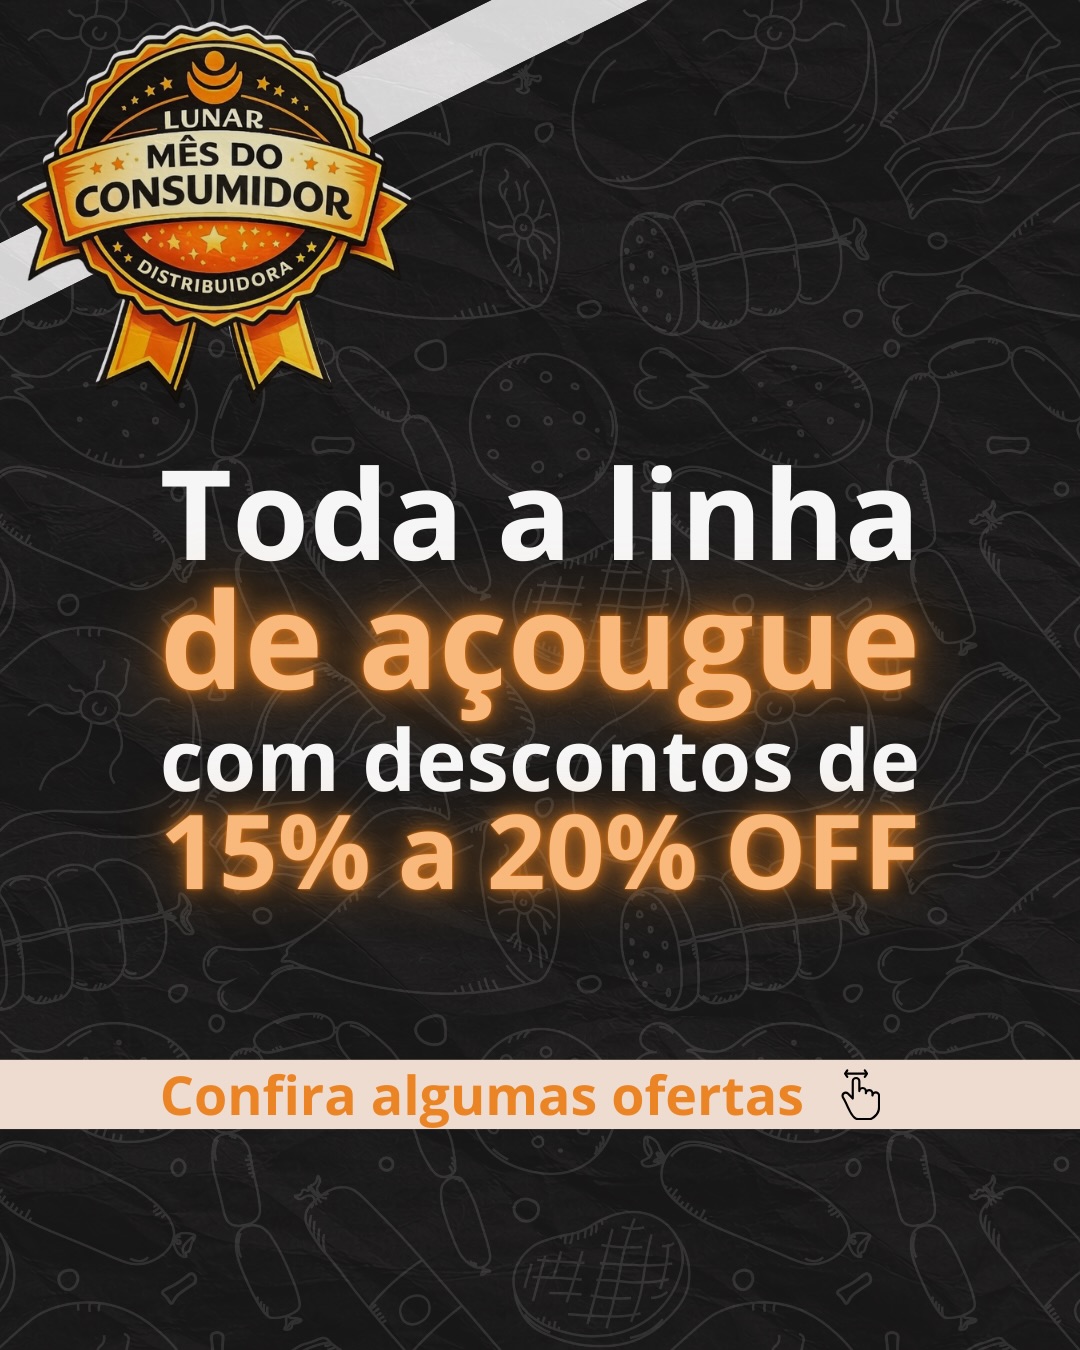 LUNAR
MÊS DO
CONSUMIDOR
DISTRIBUIDORA
Toda a linha
de açougue
com descontos de
15% a 20% OFF
Confira algumas ofertas